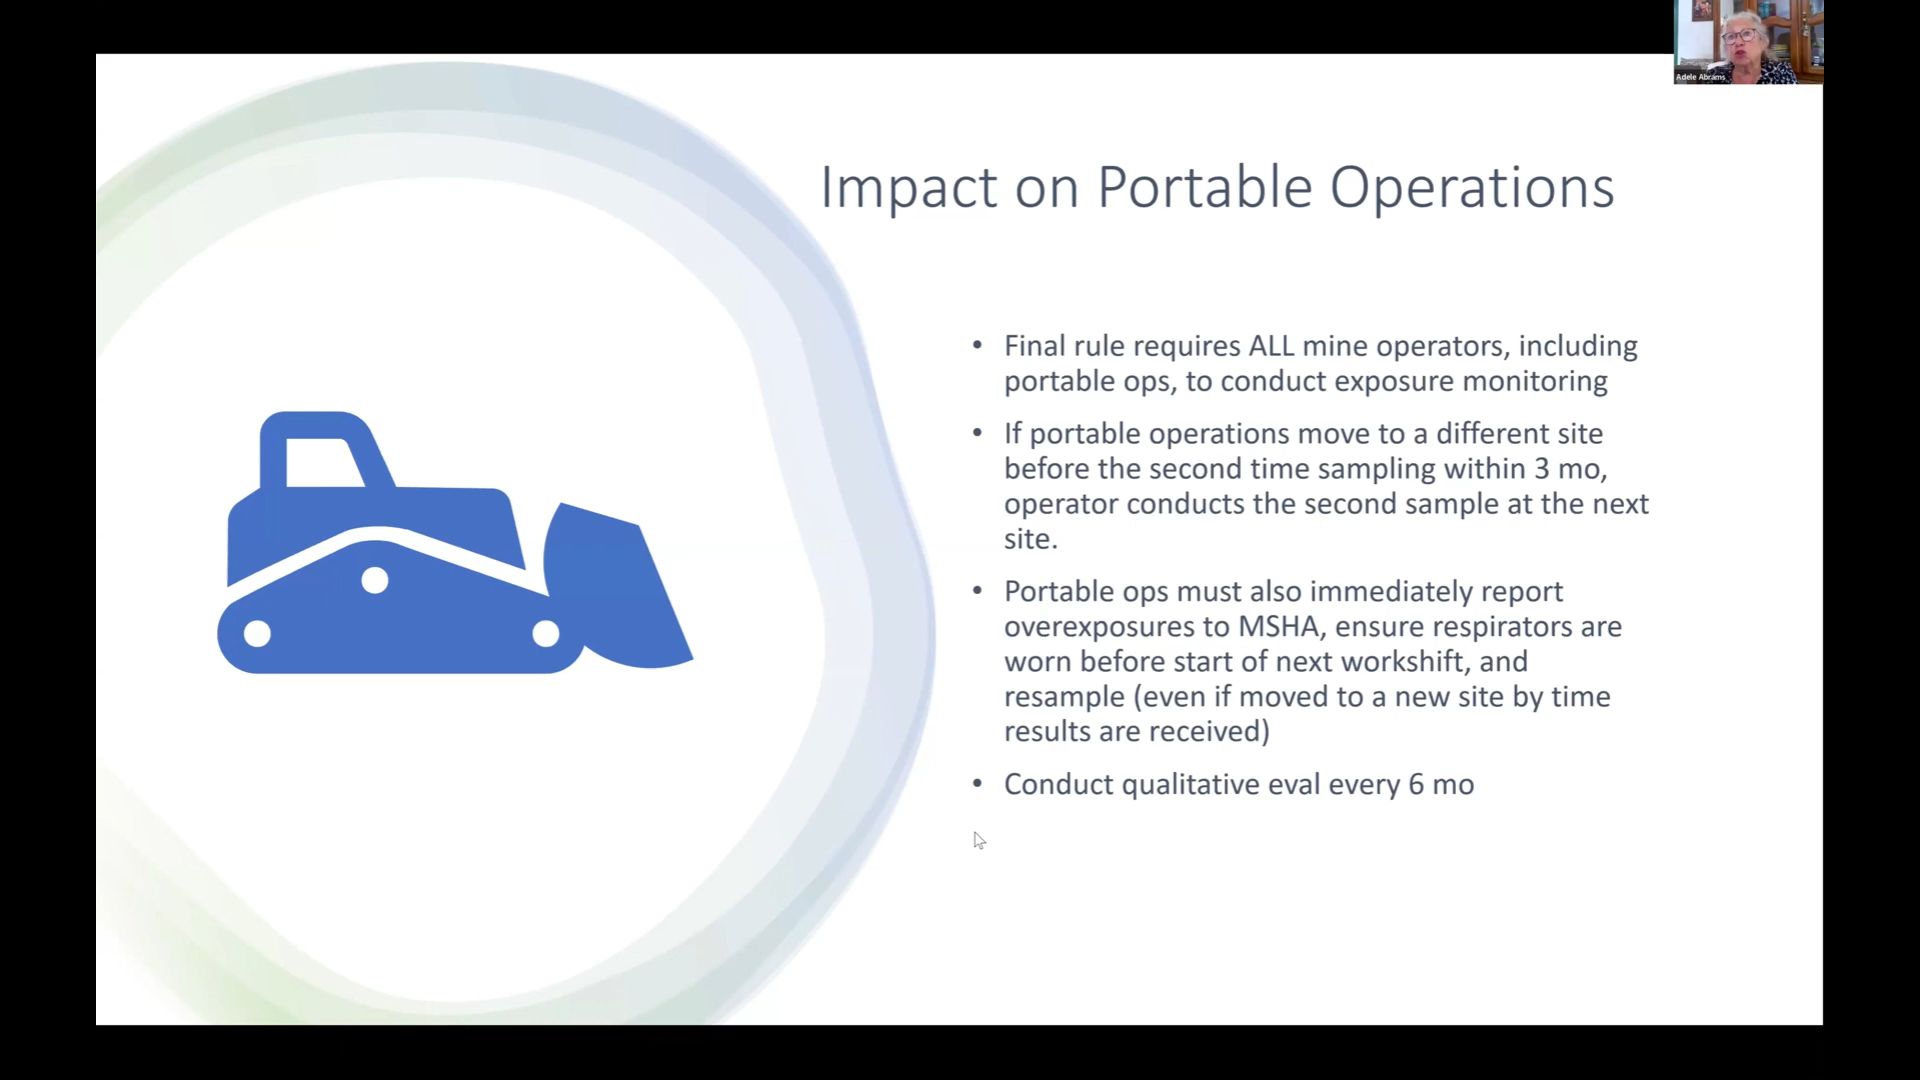 Adele Abrams
Impact on Portable Operations
• Final rule requires ALL mine operators, including
portable ops, to conduct exposure monitoring
• If portable operations move to a different site
before the second time sampling within 3 mo,
operator conducts the second sample at the next
site.
• Portable ops must also immediately report
overexposures to MSHA, ensure respirators are
worn before start of next workshift, and
resample (even if moved to a new site by time
results are received)
• Conduct qualitative eval every 6 mo